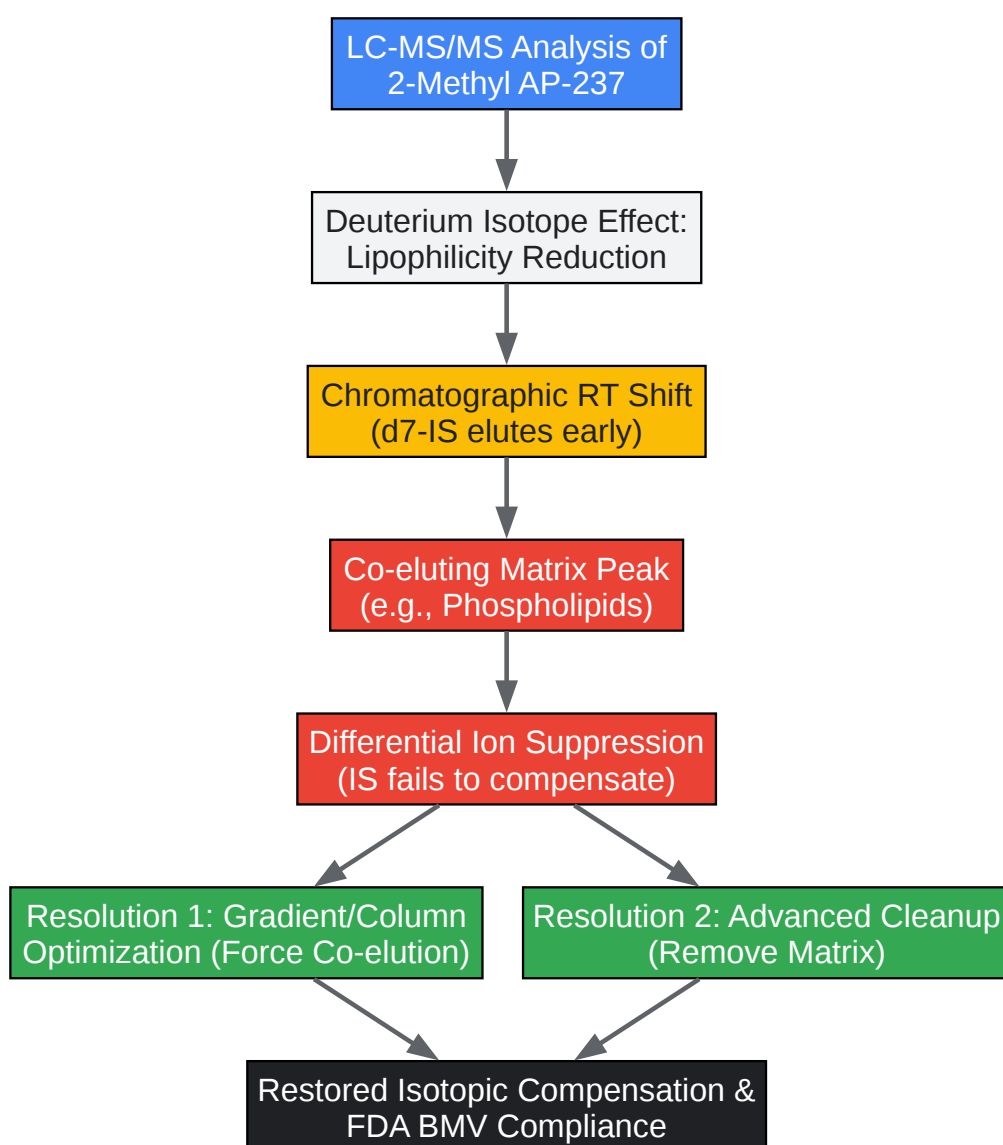 LC-MS/MS Analysis of
2-Methyl AP-237
Deuterium Isotope Effect:
Lipophilicity Reduction
Chromatographic RT Shift
(d7-IS elutes early)
Co-eluting Matrix Peak
(e.g., Phospholipids)
Differential Ion Suppression
(IS fails to compensate)
Resolution 1: Gradient/Column
Optimization (Force Co-elution)
Resolution 2: Advanced Cleanup
(Remove Matrix)
Restored Isotopic Compensation &
FDA BMV Compliance